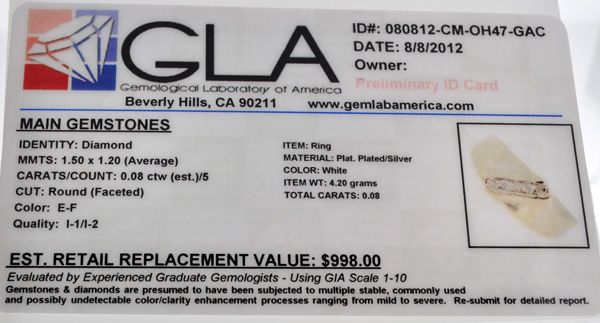 GLA
Gemological Laboratory of America
Beverly Hills, CA 90211
www.gemlabamerica.com
ID#: 080812-CM-OH47-GAC
DATE: 8/8/2012
Owner:
Preliminary ID Card
MAIN GEMSTONES
IDENTITY: Diamond
MMTS: 1.50 x 1.20 (Average)
CARATS/COUNT: 0.08 ctw (est.)/5
CUT: Round (Faceted)
Color: E-F
Quality: I-1/I-2
ITEM: Ring
MATERIAL: Plat. Plated/Silver
COLOR: White
ITEM WT: 4.20 grams
TOTAL CARATS: 0.08
EST. RETAIL REPLACEMENT VALUE: $998.00
Evaluated by Experienced Graduate Gemologists - Using GIA Scale 1-10
Gemstones & diamonds are presumed to have been subjected to multiple stable, commonly used
and possibly undetectable color/clarity enhancement processes ranging from mild to severe. Re-submit for detailed report.